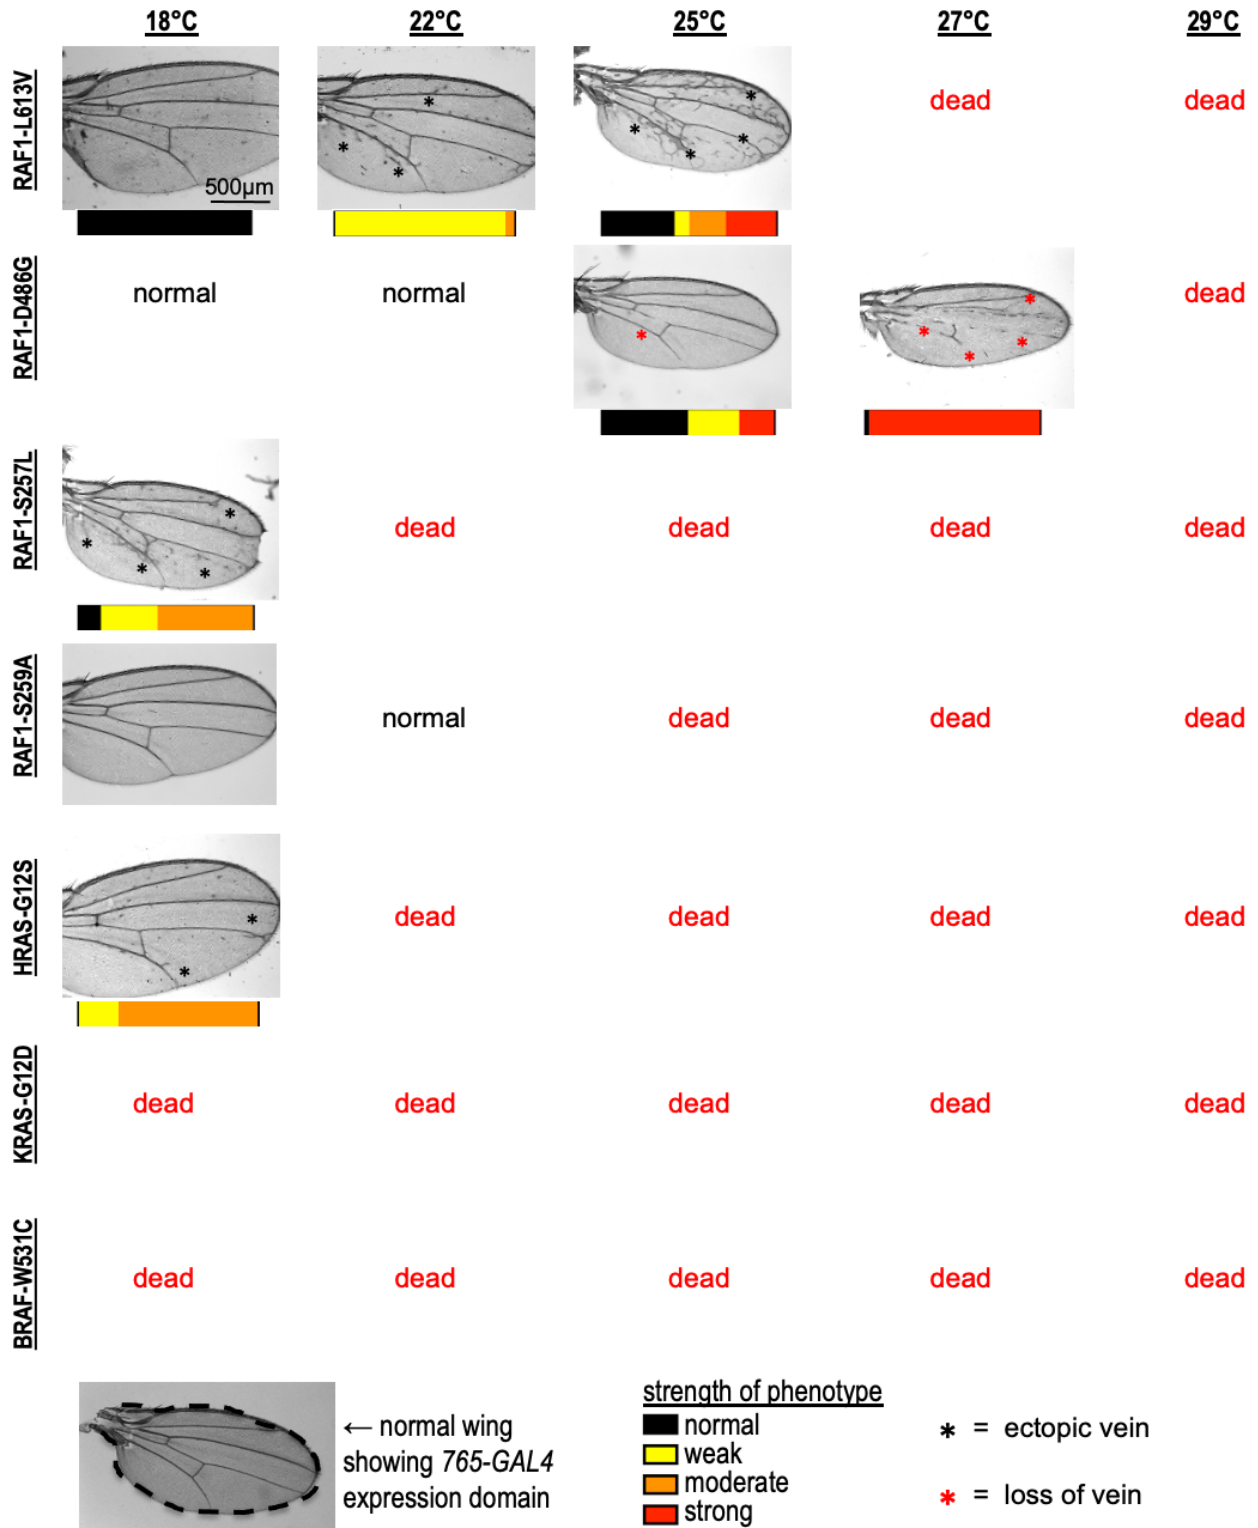 18°C 22°C 25°C 27°C 29°C
RAF1-L613V
500µm
dead dead
RAF1-D486G
normal normal dead
RAF1-S257L
dead dead dead dead
RAF1-S259A
normal dead dead dead
HRAS-G12S
dead dead dead dead
KRAS-G12D
dead dead dead dead dead
BRAF-W531C
dead dead dead dead dead
← normal wing
showing 765-GAL4
expression domain
strength of phenotype
normal
weak
moderate
strong
* = ectopic vein
* = loss of vein